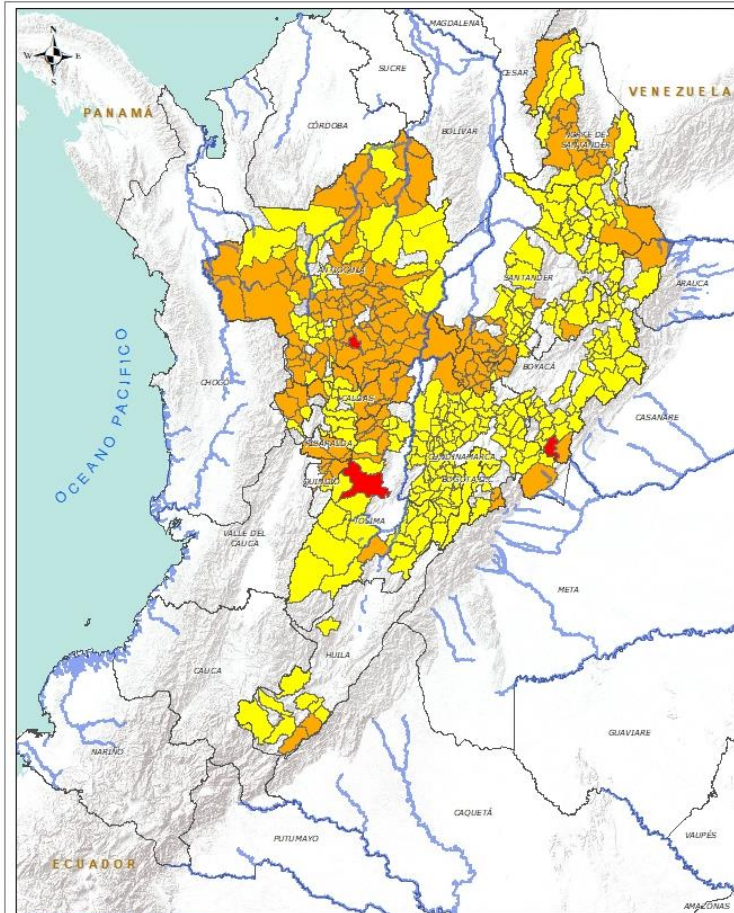 N
W E
S
MAGDALENA
SUCRE
CESAR
VENEZUELA
PANAMÁ
CÓRDOBA
BOLÍVAR
NORTE DE
SANTANDER
ANTIOQUIA
SANTANDER
ARAUCA
BOYACÁ
CHOCÓ
CALDAS
CASANARE
OCEANO PACIFICO
RISARALDA
CUNDINAMARCA
BOGOTÁ D.C.
QUINDÍO
TOLIMA
VALLE DEL
CAUCA
META
HUILA
CAUCA
GUAVIARE
NARIÑO
CAQUETÁ
PUTUMAYO
VAUPÉS
ECUADOR
AMAZONAS